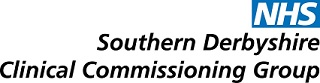 NHS
Southern Derbyshire
Clinical Commissioning Group